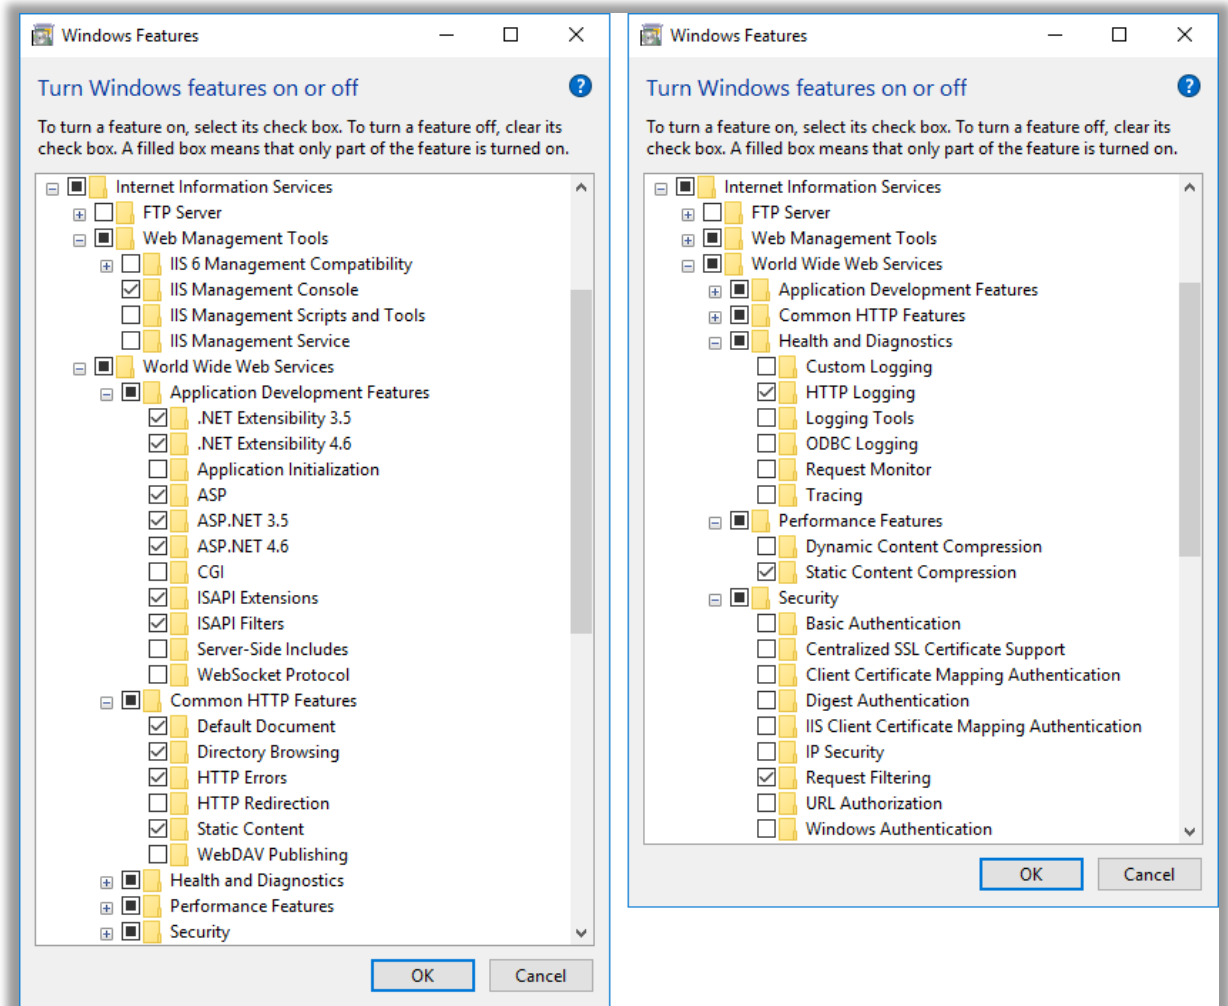 Windows Features
Turn Windows features on or off
To turn a feature on, select its check box. To turn a feature off, clear its
check box. A filled box means that only part of the feature is turned on.
Internet Information Services
FTP Server
Web Management Tools
IIS 6 Management Compatibility
IIS Management Console
IIS Management Scripts and Tools
IIS Management Service
World Wide Web Services
Application Development Features
.NET Extensibility 3.5
.NET Extensibility 4.6
Application Initialization
ASP
ASP.NET 3.5
ASP.NET 4.6
CGI
ISAPI Extensions
ISAPI Filters
Server-Side Includes
WebSocket Protocol
Common HTTP Features
Default Document
Directory Browsing
HTTP Errors
HTTP Redirection
Static Content
WebDAV Publishing
Health and Diagnostics
Performance Features
Security
OK
Cancel
Windows Features
Turn Windows features on or off
To turn a feature on, select its check box. To turn a feature off, clear its
check box. A filled box means that only part of the feature is turned on.
Internet Information Services
FTP Server
Web Management Tools
World Wide Web Services
Application Development Features
Common HTTP Features
Health and Diagnostics
Custom Logging
HTTP Logging
Logging Tools
ODBC Logging
Request Monitor
Tracing
Performance Features
Dynamic Content Compression
Static Content Compression
Security
Basic Authentication
Centralized SSL Certificate Support
Client Certificate Mapping Authentication
Digest Authentication
IIS Client Certificate Mapping Authentication
IP Security
Request Filtering
URL Authorization
Windows Authentication
OK
Cancel